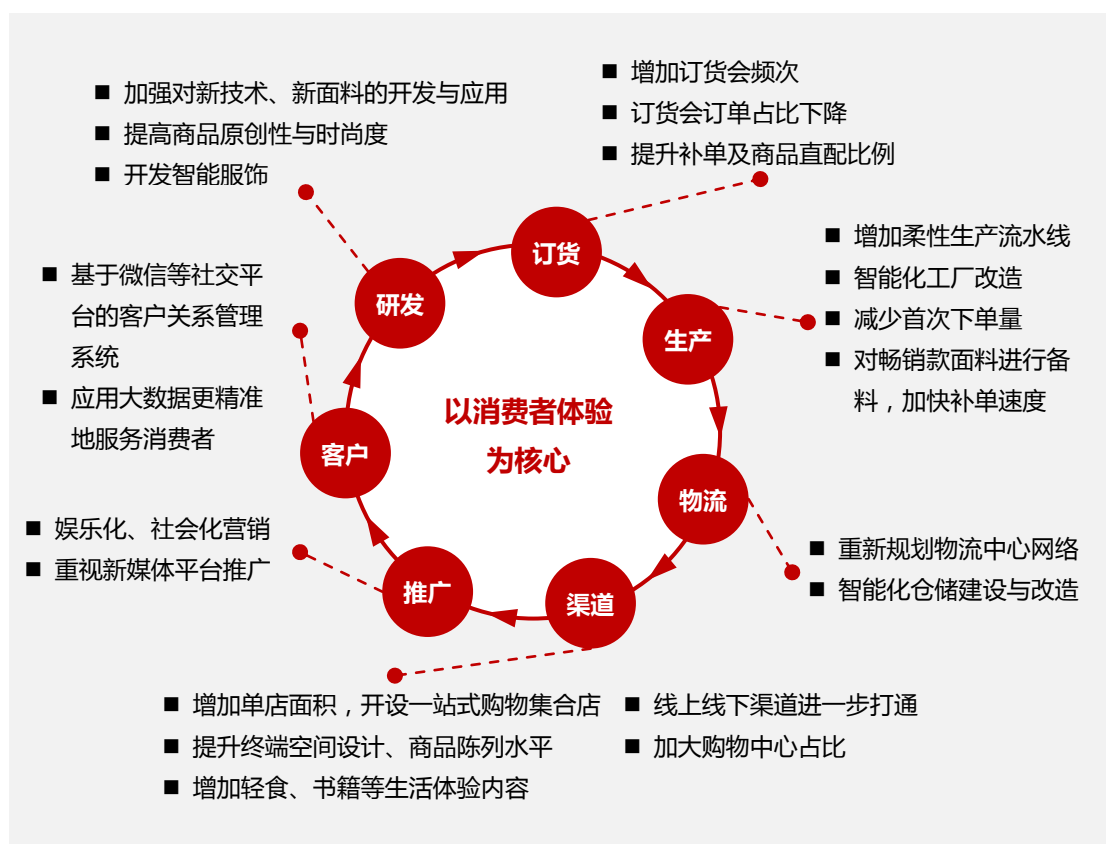 ■ 加强对新技术、新面料的开发与应用
■ 提高商品原创性与时尚度
■ 开发智能服饰
■ 增加订货会频次
■ 订货会订单占比下降
■ 提升补单及商品直配比例
■ 增加柔性生产流水线
■ 智能化工厂改造
■ 减少首次下单量
■ 对畅销款面料进行备
料，加快补单速度
■ 基于微信等社交平
台的客户关系管理
系统
■ 应用大数据更精准
地服务消费者
订货
研发
生产
以消费者体验
为核心
客户
物流
推广
渠道
■ 娱乐化、社会化营销
■ 重视新媒体平台推广
■ 重新规划物流中心网络
■ 智能化仓储建设与改造
■ 增加单店面积，开设一站式购物集合店
■ 提升终端空间设计、商品陈列水平
■ 增加轻食、书籍等生活体验内容
■ 线上线下渠道进一步打通
■ 加大购物中心占比